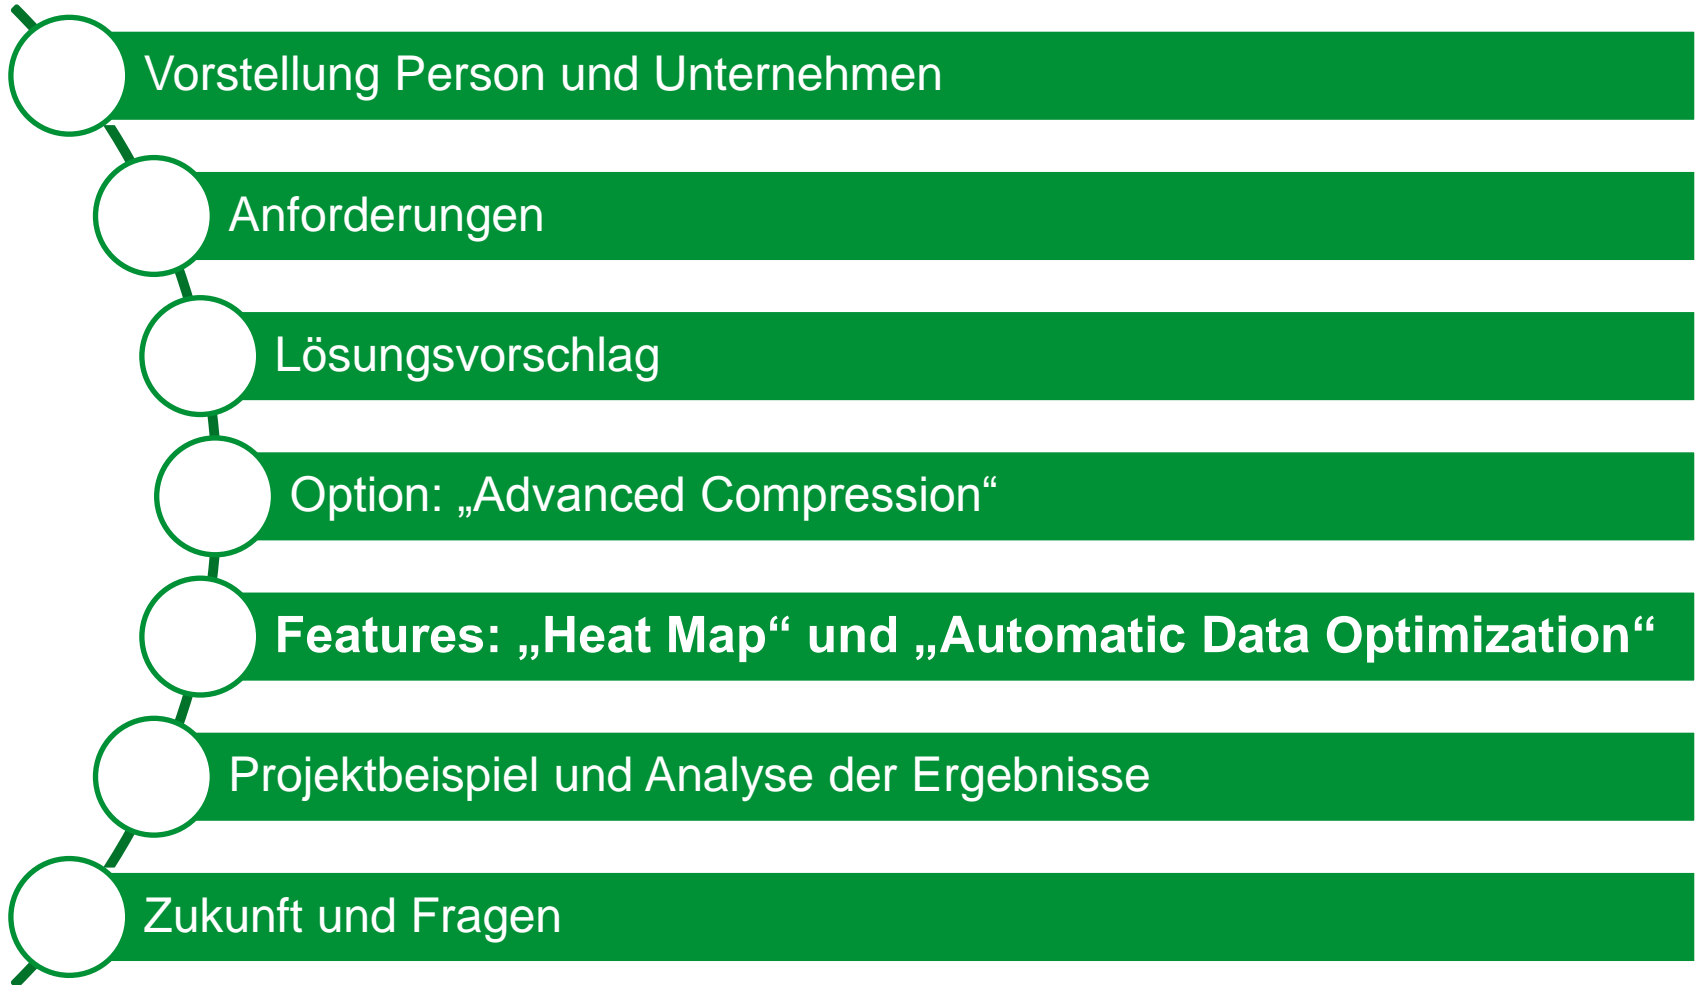 Vorstellung Person und Unternehmen
Anforderungen
Lösungsvorschlag
Option: „Advanced Compression“
Features: „Heat Map“ und „Automatic Data Optimization“
Projektbeispiel und Analyse der Ergebnisse
Zukunft und Fragen